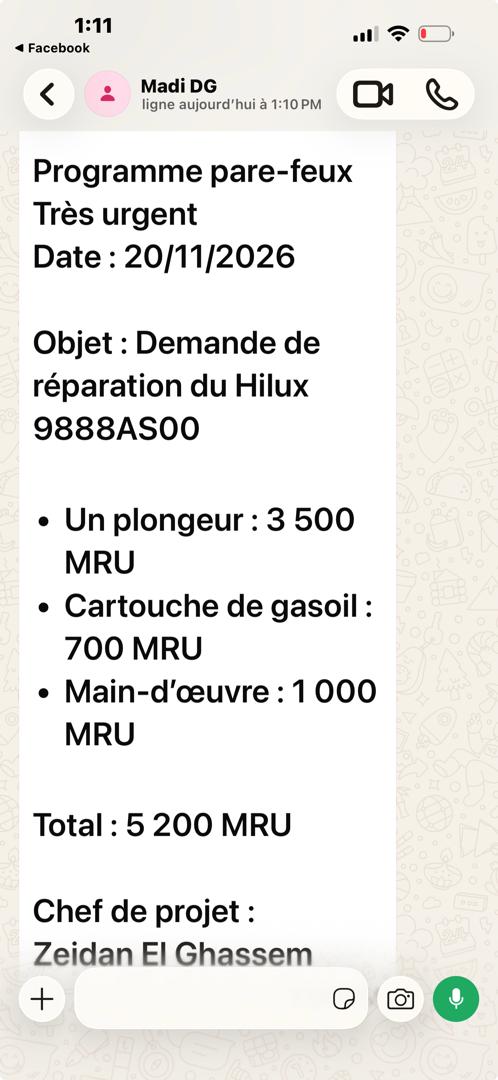 1:11
◀ Facebook
Madi DG
ligne aujourd'hui à 1:10 PM
Programme pare-feux
Très urgent
Date : 20/11/2026
Objet : Demande de
réparation du Hilux
9888AS00
• Un plongeur : 3 500
MRU
• Cartouche de gasoil :
700 MRU
• Main-d'œuvre : 1 000
MRU
Total : 5 200 MRU
Chef de projet :
Zeidan El Ghassem